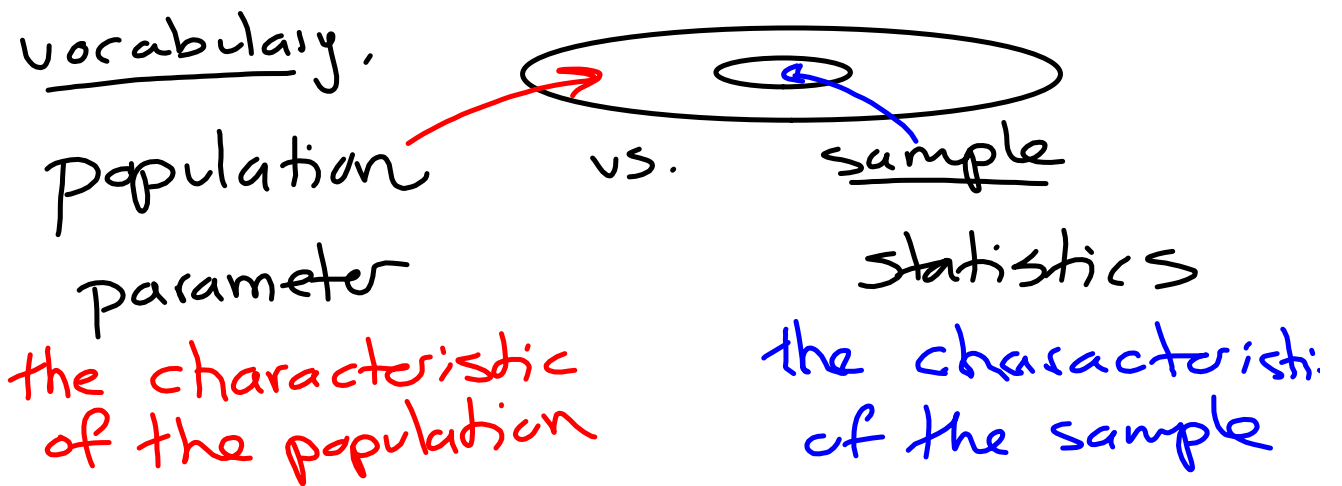 vocabulary.
population vs. sample
parameter statistics
the characteristic the characteristi
of the population of the sample